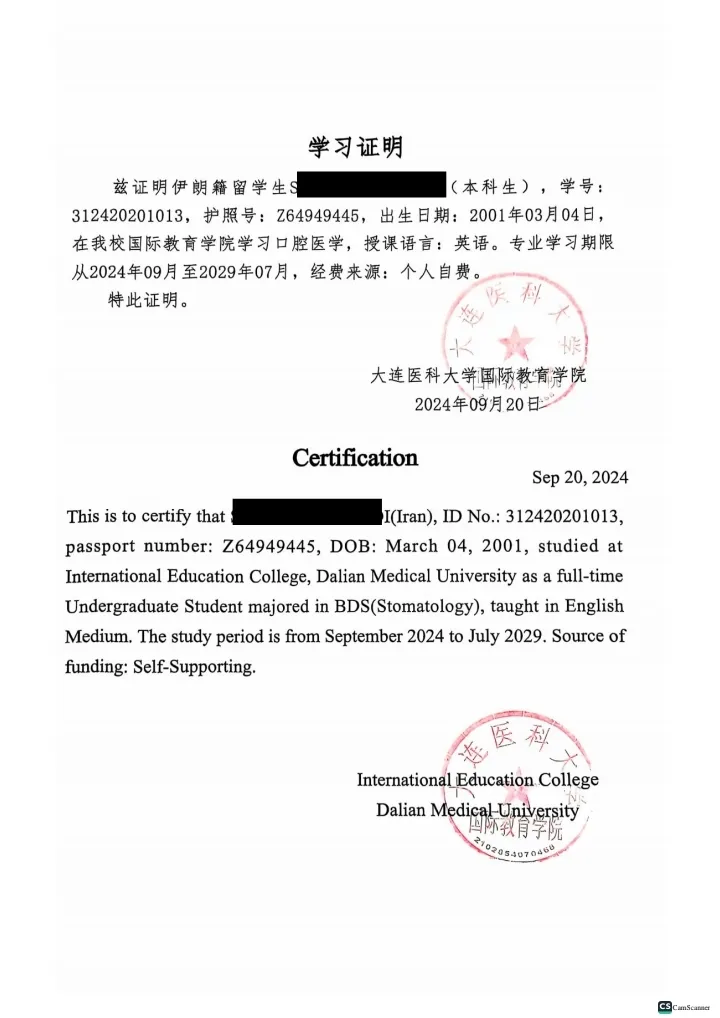 学习证明
兹证明伊朗籍留学生S（本科生），学号：
312420201013，护照号：Z64949445，出生日期：2001年03月04日，
在我校国际教育学院学习口腔医学，授课语言：英语。专业学习期限
从2024年09月至2029年07月，经费来源：个人自费。
特此证明。
大连医科大学
国际教育学院
大连医科大学国际教育学院
2024年09月20日
Certification
Sep 20, 2024
This is to certify that I(Iran), ID No.: 312420201013,
passport number: Z64949445, DOB: March 04, 2001, studied at
International Education College, Dalian Medical University as a full-time
Undergraduate Student majored in BDS(Stomatology), taught in English
Medium. The study period is from September 2024 to July 2029. Source of
funding: Self-Supporting.
大连医科大学
International Education College
Dalian Medical University
国际教育学院
2102854070468
CS CamScanner